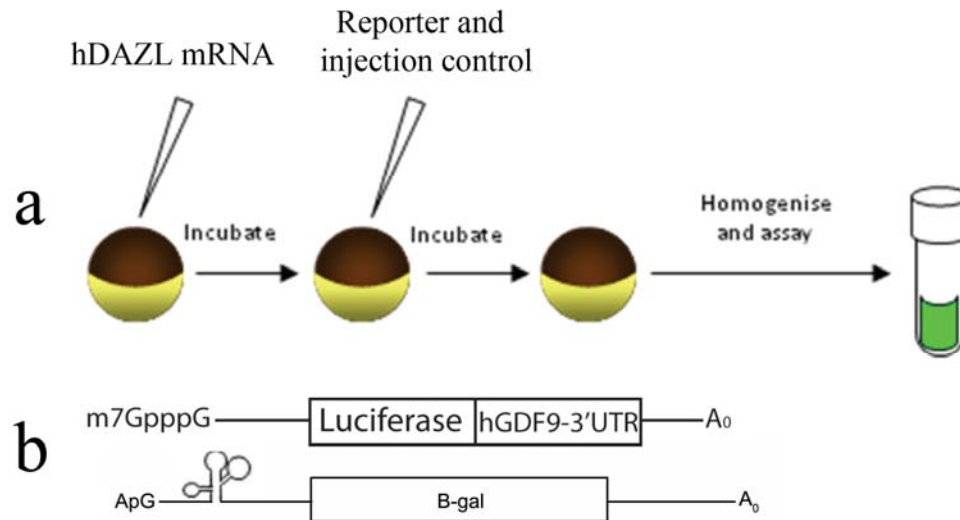 hDAZL mRNA
Reporter and
injection control
a
Incubate
Incubate
Homogenise
and assay
b
m7GpppG
Luciferase
hGDF9-3'UTR
A₀
ApG
B-gal
A₀